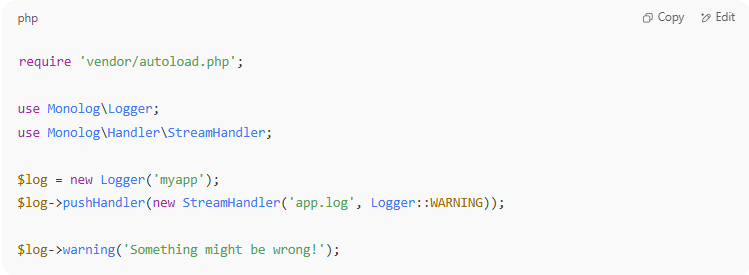 php
Copy
Edit
require 'vendor/autoload.php';
use Monolog\Logger;
use Monolog\Handler\StreamHandler;
$log = new Logger('myapp');
$log->pushHandler(new StreamHandler('app.log', Logger::WARNING));
$log->warning('Something might be wrong!');